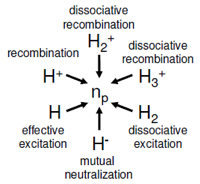 dissociative
recombination
H₂⁺
recombination
dissociative
recombination
H⁺
H₃⁺
nₚ
H
H₂
effective
excitation
H⁻
dissociative
excitation
mutual
neutralization